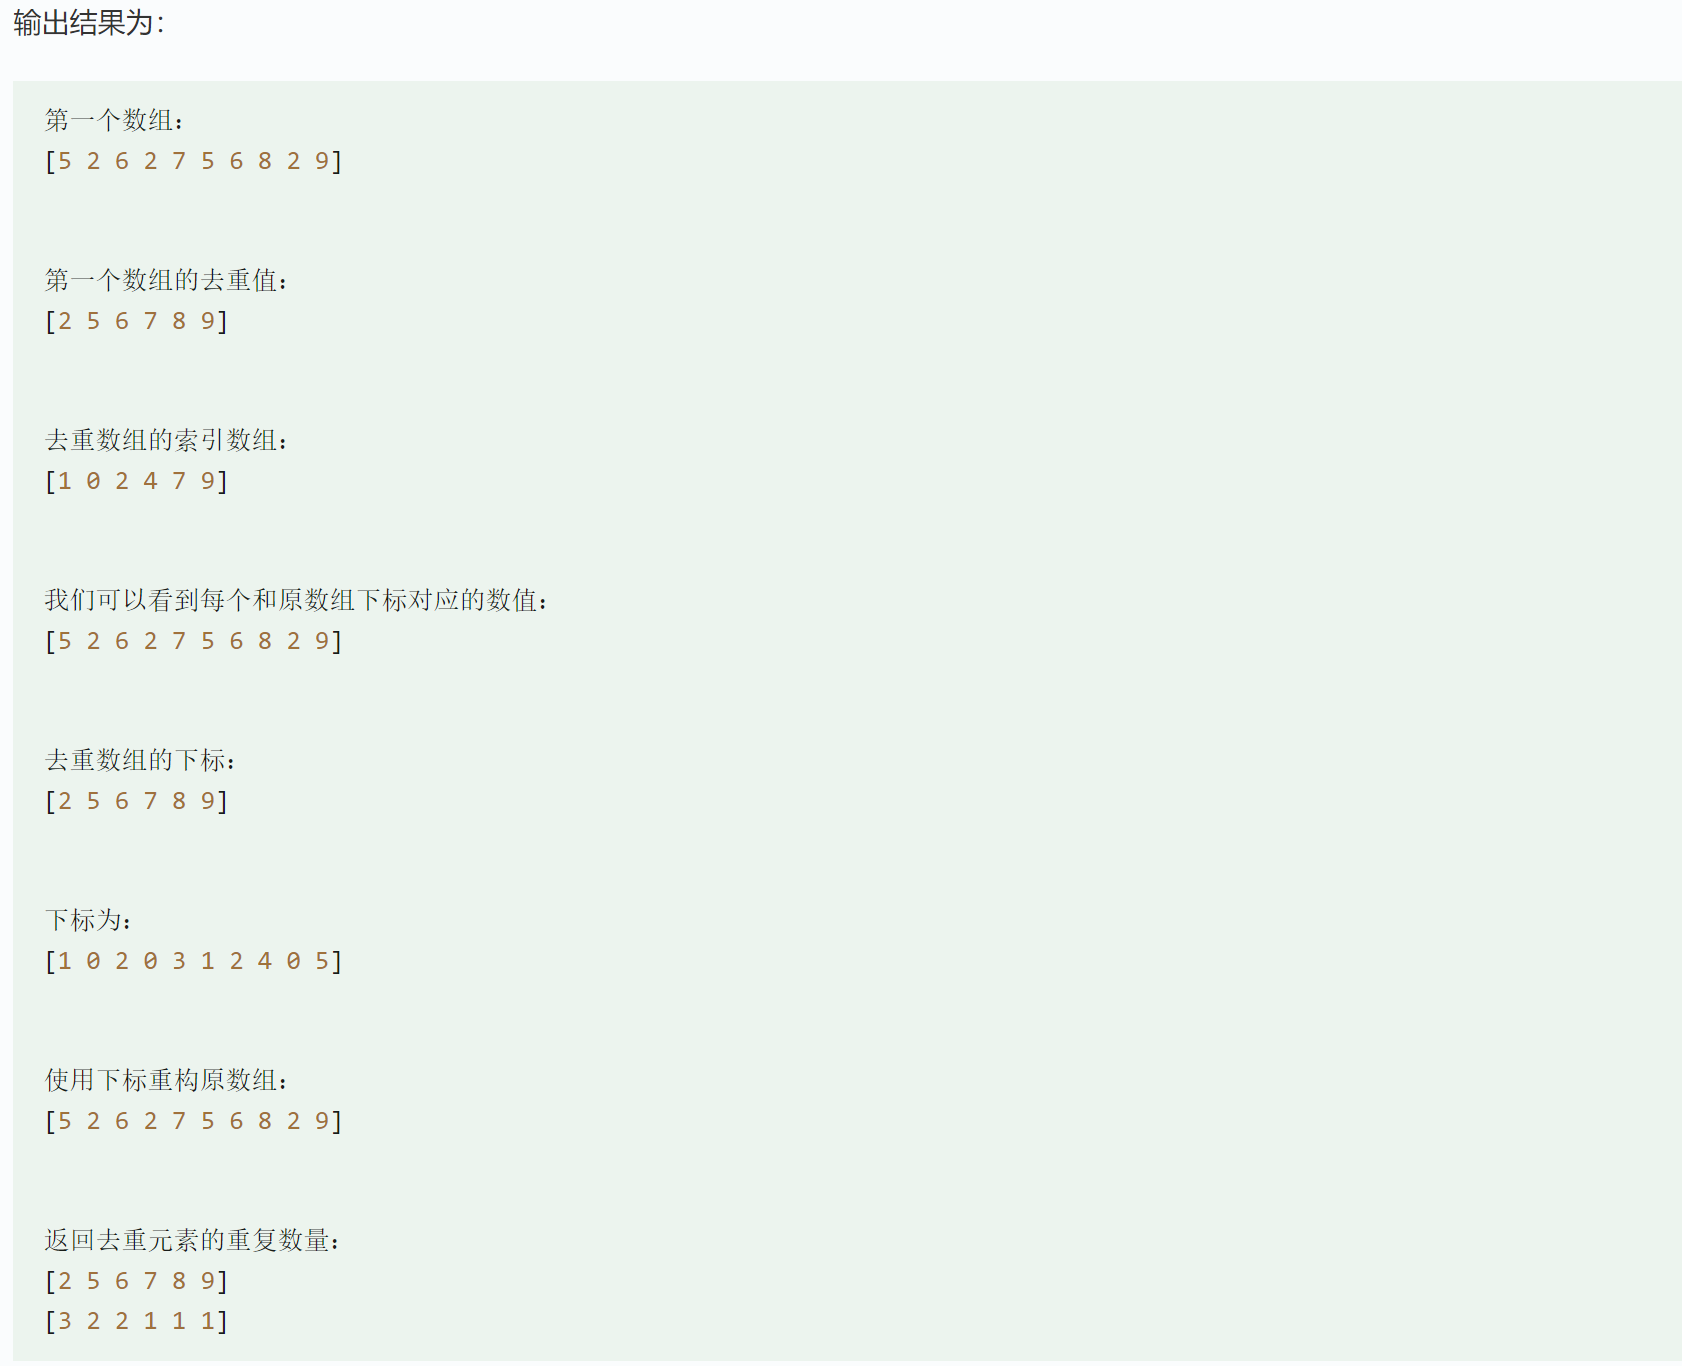 输出结果为：
第一个数组：
[5 2 6 2 7 5 6 8 2 9]
第一个数组的去重值：
[2 5 6 7 8 9]
去重数组的索引数组：
[1 0 2 4 7 9]
我们可以看到每个和原数组下标对应的数值：
[5 2 6 2 7 5 6 8 2 9]
去重数组的下标：
[2 5 6 7 8 9]
下标为：
[1 0 2 0 3 1 2 4 0 5]
使用下标重构原数组：
[5 2 6 2 7 5 6 8 2 9]
返回去重元素的重复数量：
[2 5 6 7 8 9]
[3 2 2 1 1 1]